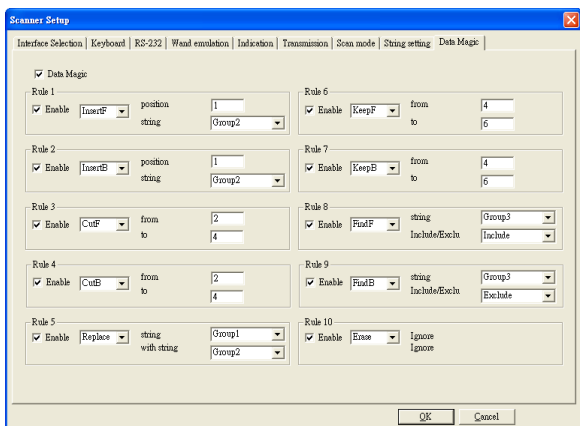 Scanner Setup
Interface Selection Keyboard RS-232 Wand emulation Indication Transmission Scan mode String setting Data Magic
Data Magic
Rule 1
Enable InsertF position 1
string Group2
Rule 2
Enable InsertB position 1
string Group2
Rule 3
Enable CutF from 2
to 4
Rule 4
Enable CutB from 2
to 4
Rule 5
Enable Replace string Group1
with string Group2
Rule 6
Enable KeepF from 4
to 6
Rule 7
Enable KeepB from 4
to 6
Rule 8
Enable FindF string Group3
Include/Exclu Include
Rule 9
Enable FindB string Group3
Include/Exclu Exclude
Rule 10
Enable Erase Ignore
Ignore
OK Cancel